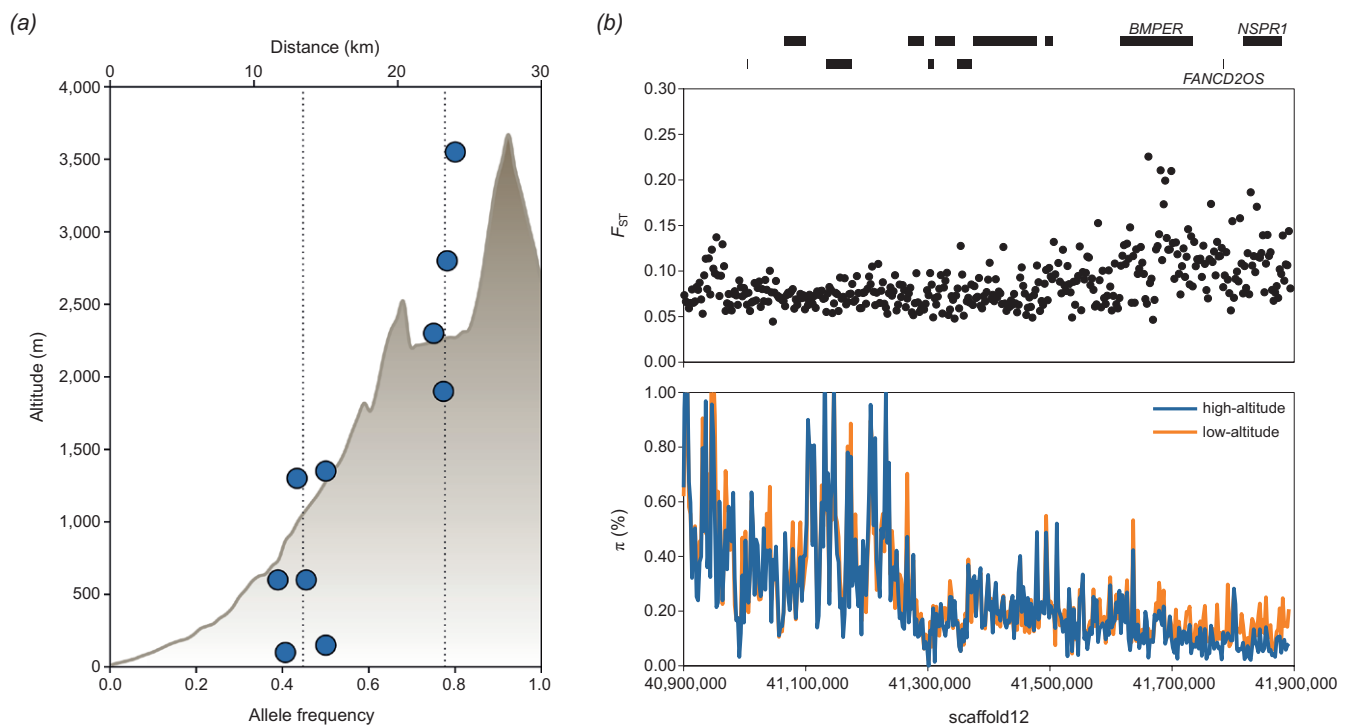 (a)
Distance (km)
0 10 20 30
4,000
3,500
3,000
2,500
2,000
1,500
1,000
500
0
Altitude (m)
0.0 0.2 0.4 0.6 0.8 1.0
Allele frequency
(b)
BMPER NSPR1
FANCD2OS
0.30
0.25
0.20
0.15
0.10
0.05
0.00
FST
1.00
0.80
0.60
0.40
0.20
0.00
π (%)
high-altitude
low-altitude
40,900,000 41,100,000 41,300,000 41,500,000 41,700,000 41,900,000
scaffold12